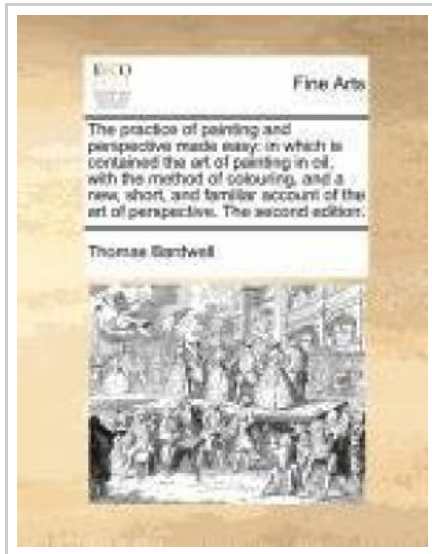 ECCO
Fine Arts
The practice of painting and
perspective made easy: in which is
contained the art of painting in oil,
with the method of colouring, and a
new, short, and familiar account of the
art of perspective. The second edition.
Thomas Bardwell